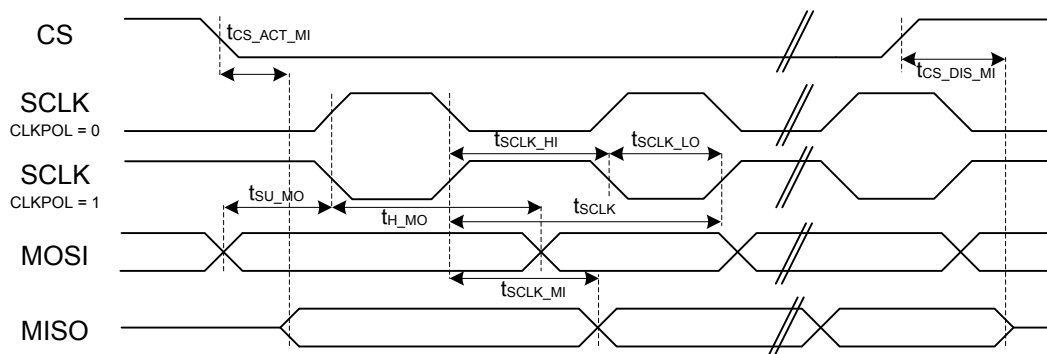 CS
tCS_ACT_MI
tCS_DIS_MI
SCLK
CLKPOL = 0
tSCLK_HI
tSCLK_LO
SCLK
CLKPOL = 1
tSU_MO
tH_MO
tSCLK
MOSI
tSCLK_MI
MISO